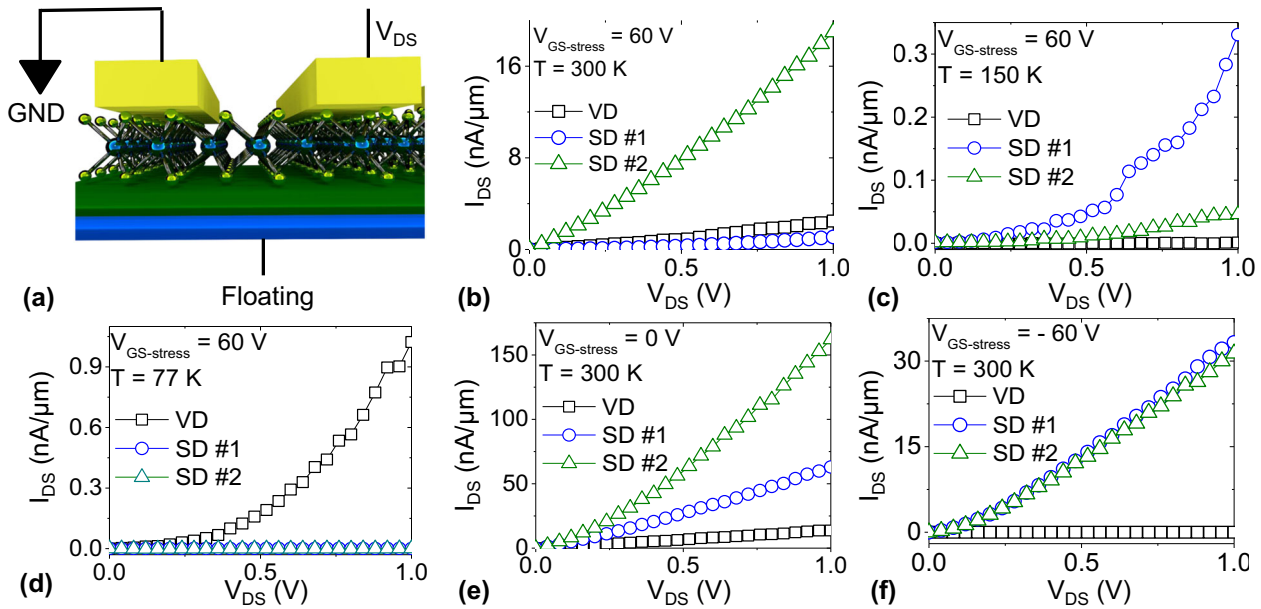 V_DS
GND
Floating
(a)
V_GS-stress = 60 V
T = 300 K
VD
SD #1
SD #2
I_DS (nA/μm)
16
8
0
0.0
0.5
1.0
V_DS (V)
(b)
V_GS-stress = 60 V
T = 150 K
VD
SD #1
SD #2
I_DS (nA/μm)
0.3
0.2
0.1
0.0
0.0
0.5
1.0
V_DS (V)
(c)
V_GS-stress = 60 V
T = 77 K
VD
SD #1
SD #2
I_DS (nA/μm)
0.9
0.6
0.3
0.0
0.0
0.5
1.0
V_DS (V)
(d)
V_GS-stress = 0 V
T = 300 K
VD
SD #1
SD #2
I_DS (nA/μm)
150
100
50
0
0.0
0.5
1.0
V_DS (V)
(e)
V_GS-stress = - 60 V
T = 300 K
VD
SD #1
SD #2
I_DS (nA/μm)
30
15
0
0.0
0.5
1.0
V_DS (V)
(f)